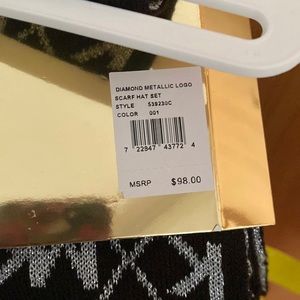 DIAMOND METALLIC LOGO
SCARF HAT SET
STYLE 538230C
COLOR 001
7 22847 43772 4
MSRP $98.00